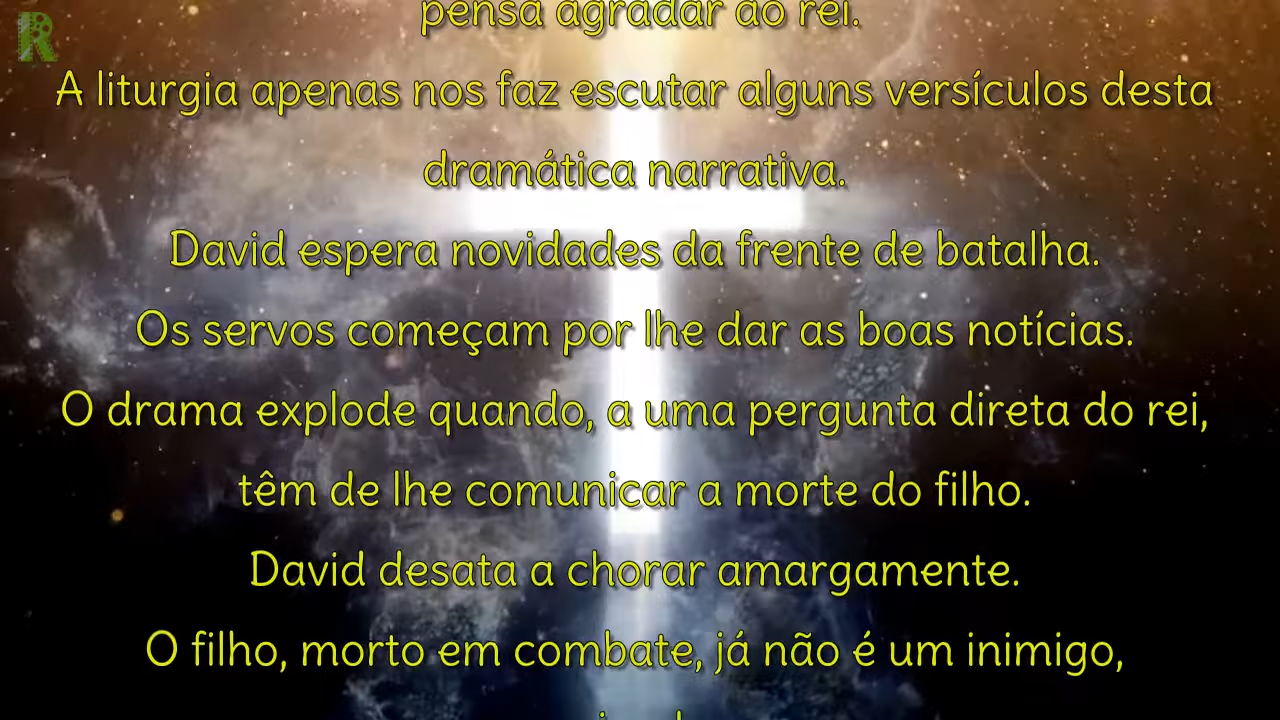 R
pensa agradar ao rei.
A liturgia apenas nos faz escutar alguns versículos desta
dramática narrativa.
David espera novidades da frente de batalha.
Os servos começam por lhe dar as boas notícias.
O drama explode quando, a uma pergunta direta do rei,
têm de lhe comunicar a morte do filho.
David desata a chorar amargamente.
O filho, morto em combate, já não é um inimigo,